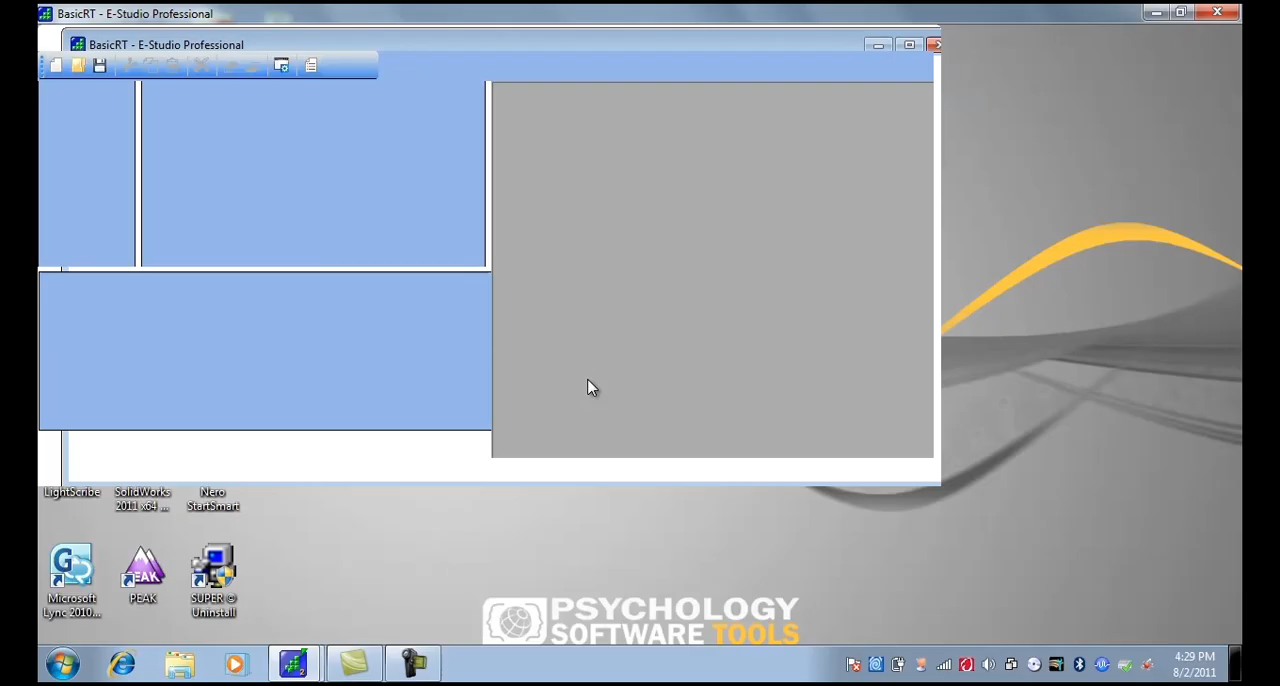 BasicRT - E-Studio Professional
BasicRT - E-Studio Professional
LightScribe
SolidWorks
2011 x64 ...
Nero
StartSmart
Microsoft
Lync 2010...
PEAK
PEAK
SUPER ©
Uninstall
PSYCHOLOGY
SOFTWARE TOOLS
4:29 PM
8/2/2011